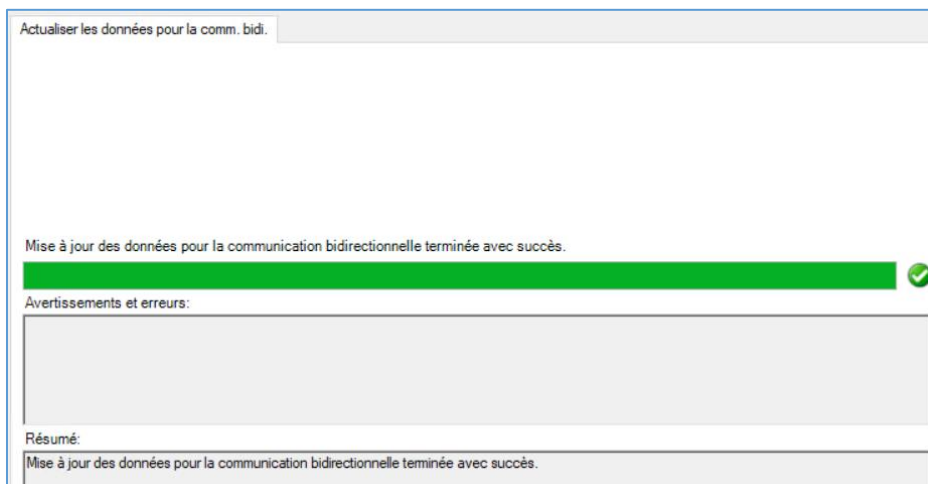 Actualiser les données pour la comm. bidi.
Mise à jour des données pour la communication bidirectionnelle terminée avec succès.
Avertissements et erreurs:
Résumé:
Mise à jour des données pour la communication bidirectionnelle terminée avec succès.